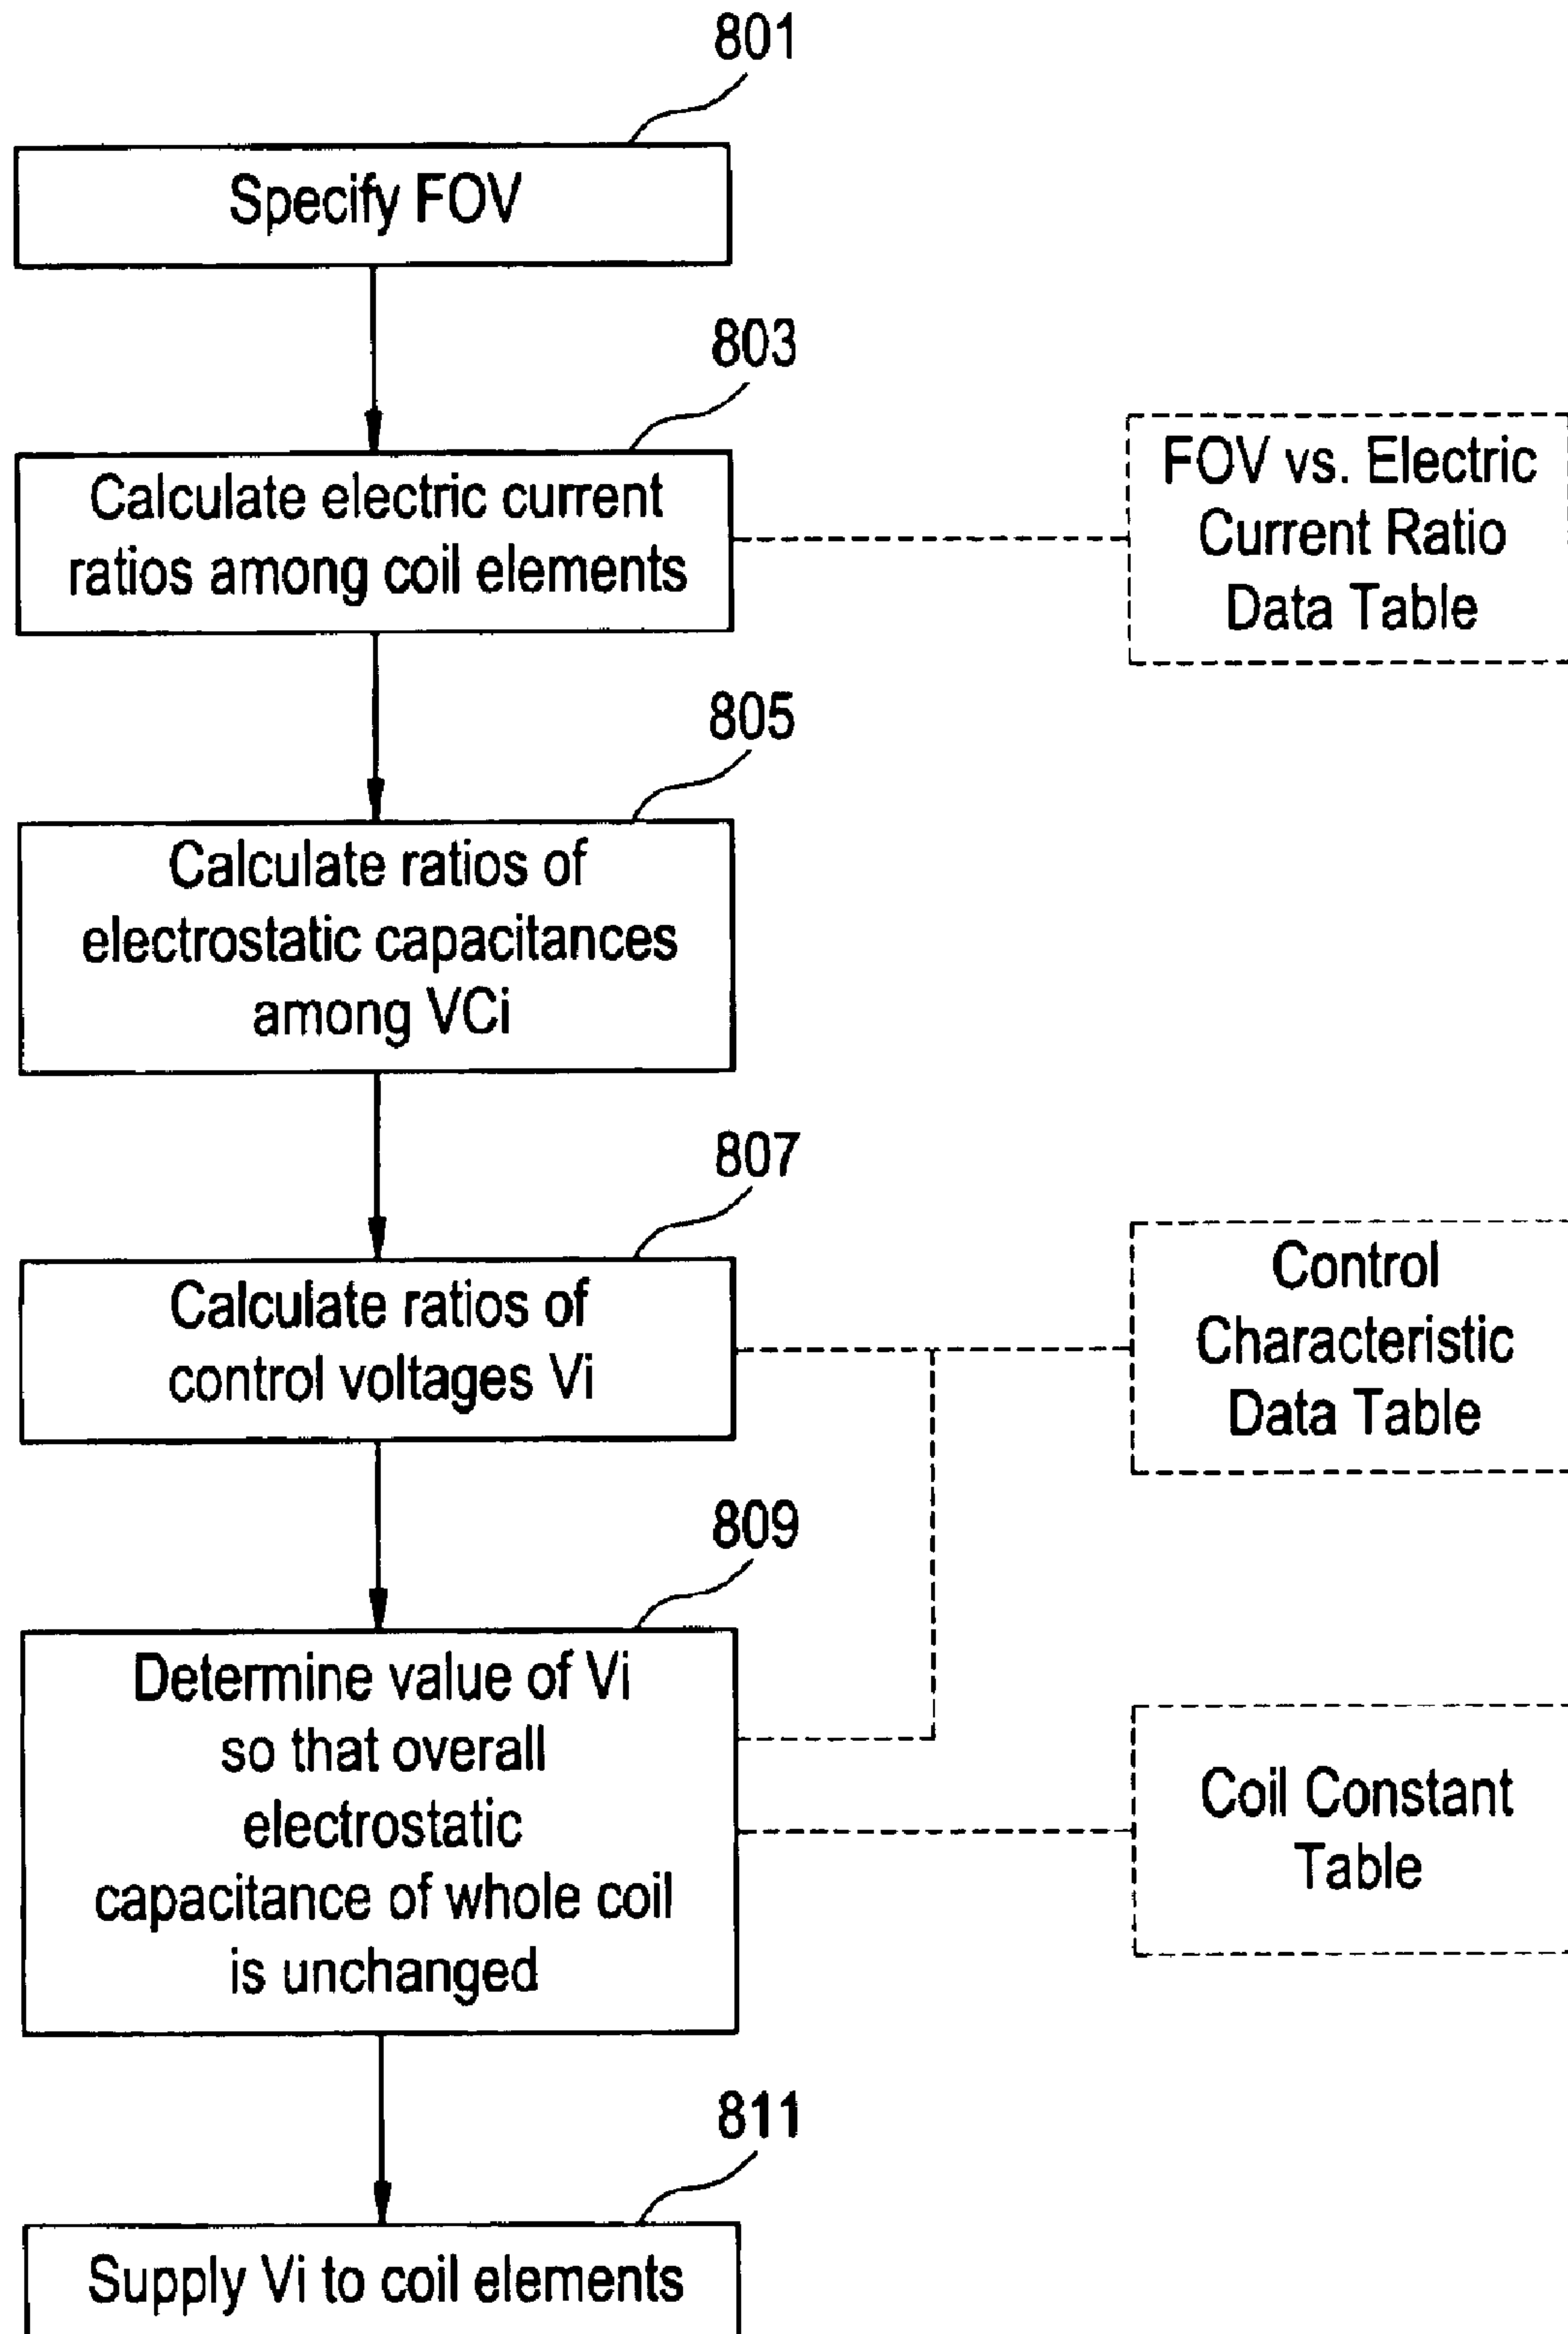 801
Specify FOV
803
Calculate electric current
ratios among coil elements
FOV vs. Electric
Current Ratio
Data Table
805
Calculate ratios of
electrostatic capacitances
among VCi
807
Calculate ratios of
control voltages Vi
Control
Characteristic
Data Table
809
Determine value of Vi
so that overall
electrostatic
capacitance of whole coil
is unchanged
Coil Constant
Table
811
Supply Vi to coil elements